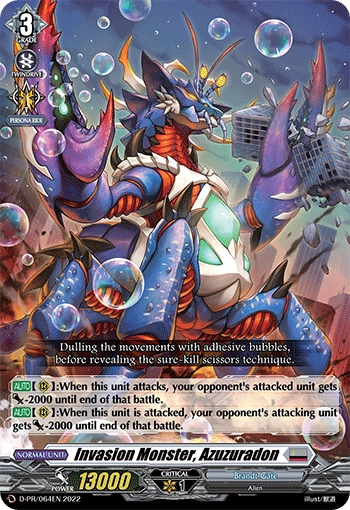 3
GRADE
TWINDRIVE
PERSONA RIDE
Dulling the movements with adhesive bubbles,
before revealing the sure-kill scissors technique.
AUTO [ ]:When this unit attacks, your opponent's attacked unit gets
-2000 until end of that battle.
AUTO [ ]:When this unit is attacked, your opponent's attacking
unit gets -2000 until end of that battle.
NORMAL UNIT
Invasion Monster, Azuzuradon
POWER 13000
CRITICAL
1
Brandt Gate
Alien
D-PR/064EN 2022
illust/獣道